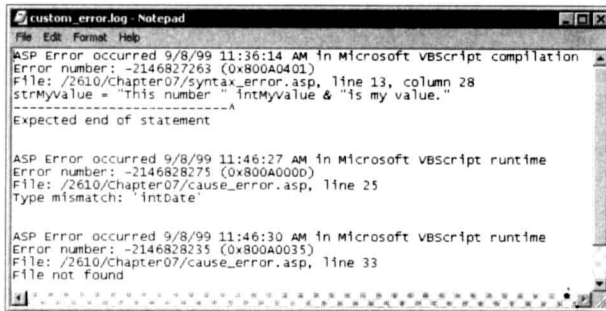 custom_error.log - Notepad
File Edit Format Help
ASP Error occurred 9/8/99 11:36:14 AM in Microsoft VBScript compilation
Error number: -2146827263 (0x800A0401)
File: /2610/Chapter07/syntax_error.asp, line 13, column 28
strMyValue = "This number " intMyValue & "is my value."
----------------------------^
Expected end of statement
ASP Error occurred 9/8/99 11:46:27 AM in Microsoft VBScript runtime
Error number: -2146828275 (0x800A000D)
File: /2610/Chapter07/cause_error.asp, line 25
Type mismatch: 'intDate'
ASP Error occurred 9/8/99 11:46:30 AM in Microsoft VBScript runtime
Error number: -2146828235 (0x800A0035)
File: /2610/Chapter07/cause_error.asp, line 33
File not found